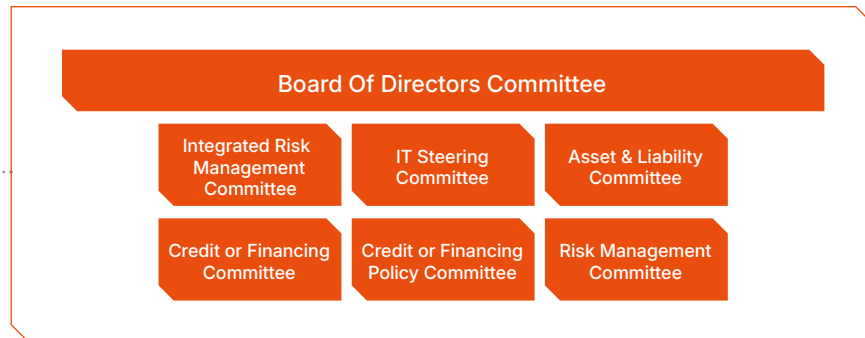 Board Of Directors Committee
Integrated Risk
Management
Committee
IT Steering
Committee
Asset & Liability
Committee
Credit or Financing
Committee
Credit or Financing
Policy Committee
Risk Management
Committee